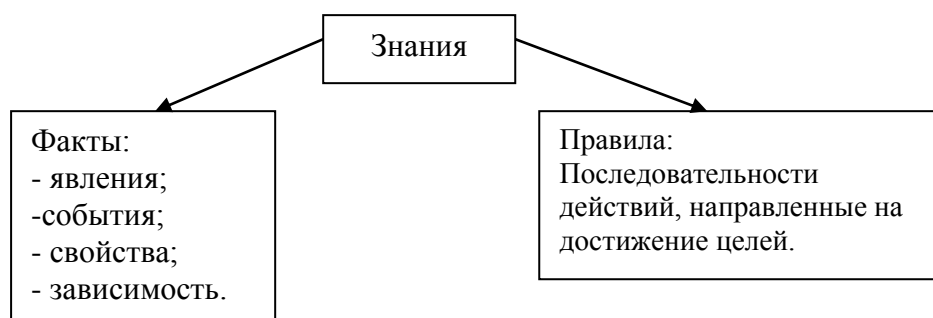 Знания
Факты:
- явления;
-события;
- свойства;
- зависимость.
Правила:
Последовательности
действий, направленные на
достижение целей.